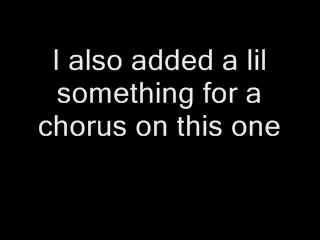 I also added a lil
something for a
chorus on this one